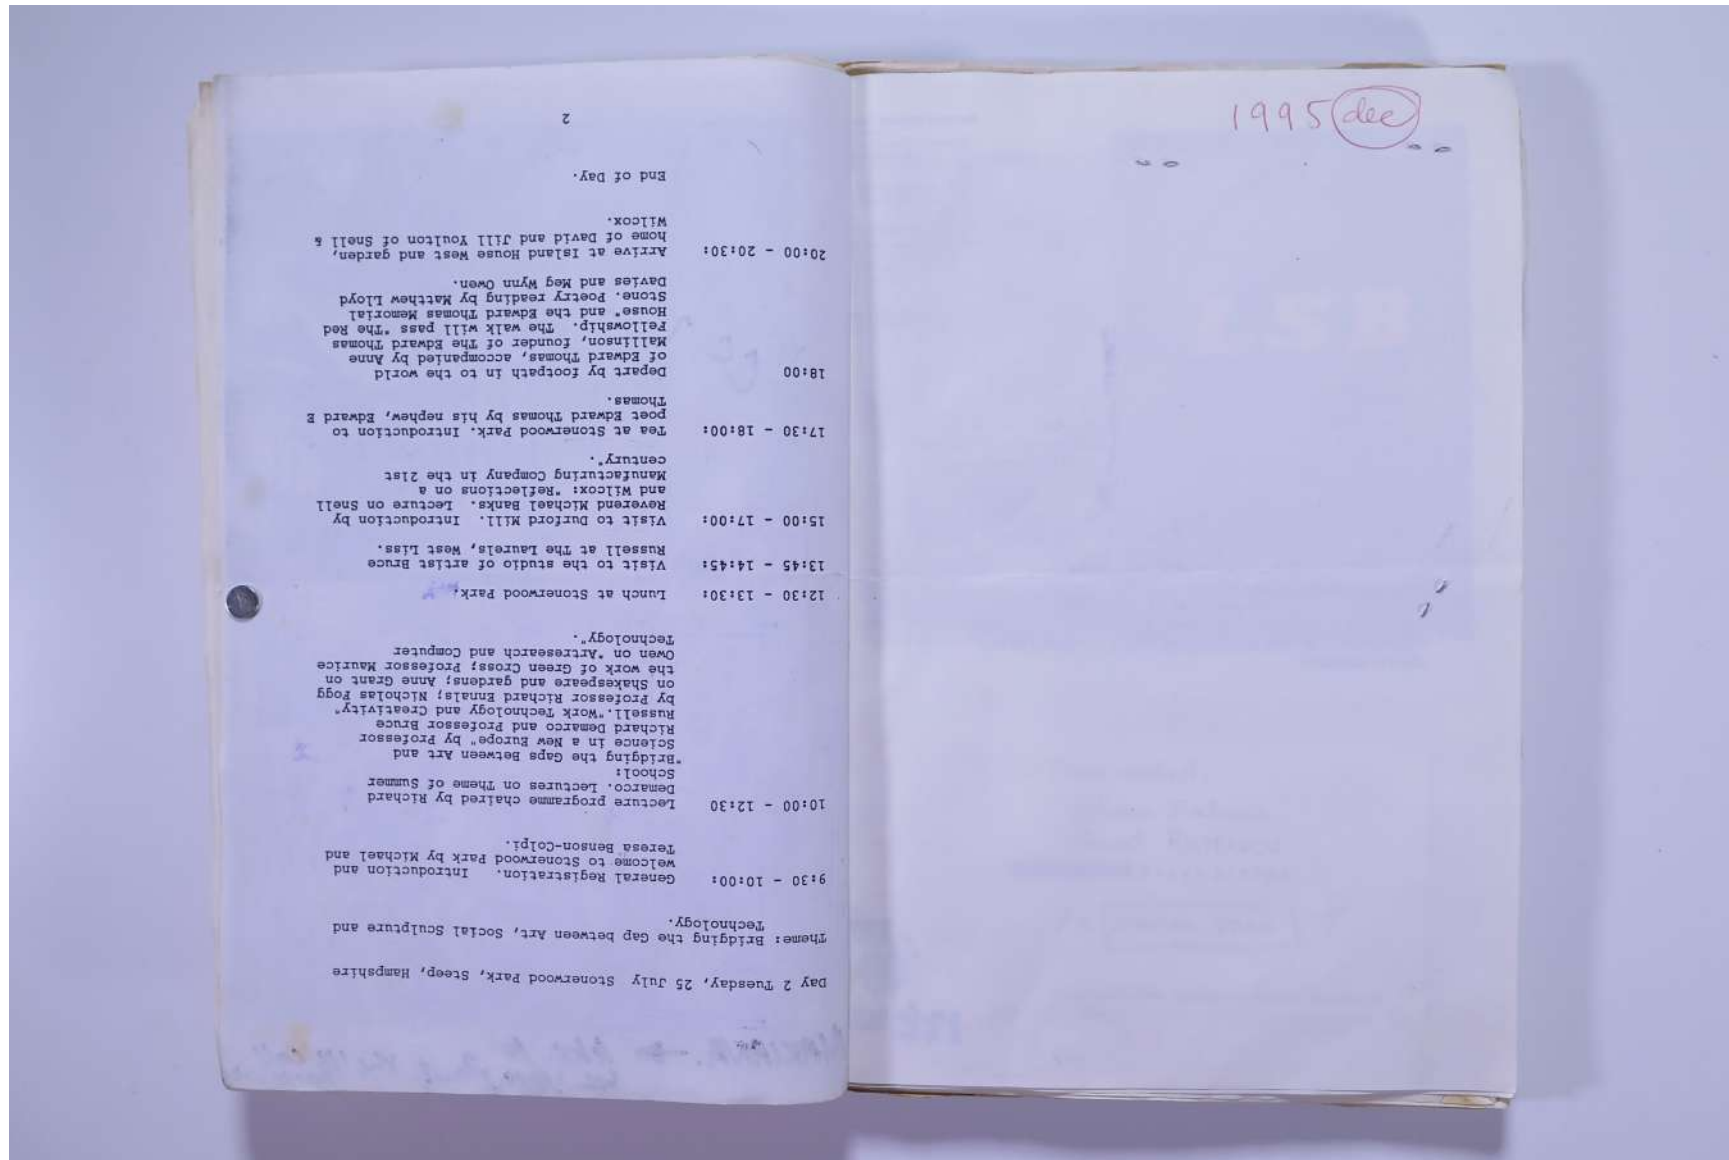 Day 2 Tuesday, 25 July Stonerwood Park, Steep, Hampshire
Theme: Bridging the Gap between Art, Social Sculpture and
Technology.
9:30 - 10:00: General Registration. Introduction and
welcome to Stonerwood Park by Michael and
Teresa Benson-Colpi.
10:00 - 12:30 Lecture programme chaired by Richard
Demarco. Lectures on Theme of Summer
School:
"Bridging the Gaps Between Art and
Science in a New Europe" by Professor
Richard Demarco and Professor Bruce
Russell."Work Technology and Creativity"
by Professor Richard Ennals; Nicholas Fogg
on Shakespeare and gardens; Anne Grant on
the work of Green Cross; Professor Maurice
Owen on "Artresearch and Computer
Technology".
12:30 - 13:30: Lunch at Stonerwood Park.
13:45 - 14:45: Visit to the studio of artist Bruce
Russell at The Laurels, West Liss.
15:00 - 17:00: Visit to Durford Mill. Introduction by
Reverend Michael Banks. Lecture on Snell
and Wilcox: "Reflections on a
Manufacturing Company in the 21st
century".
17:30 - 18:00: Tea at Stonerwood Park. Introduction to
poet Edward Thomas by his nephew, Edward E
Thomas.
18:00 Depart by footpath in to the world
of Edward Thomas, accompanied by Anne
Mallinson, founder of The Edward Thomas
Fellowship. The walk will pass "The Red
House" and the Edward Thomas Memorial
Stone. Poetry reading by Matthew Lloyd
Davies and Meg Wynn Owen.
20:00 - 20:30: Arrive at Island House West and garden,
home of David and Jill Youlton of Snell &
Wilcox.
End of Day.
2
1995 dec